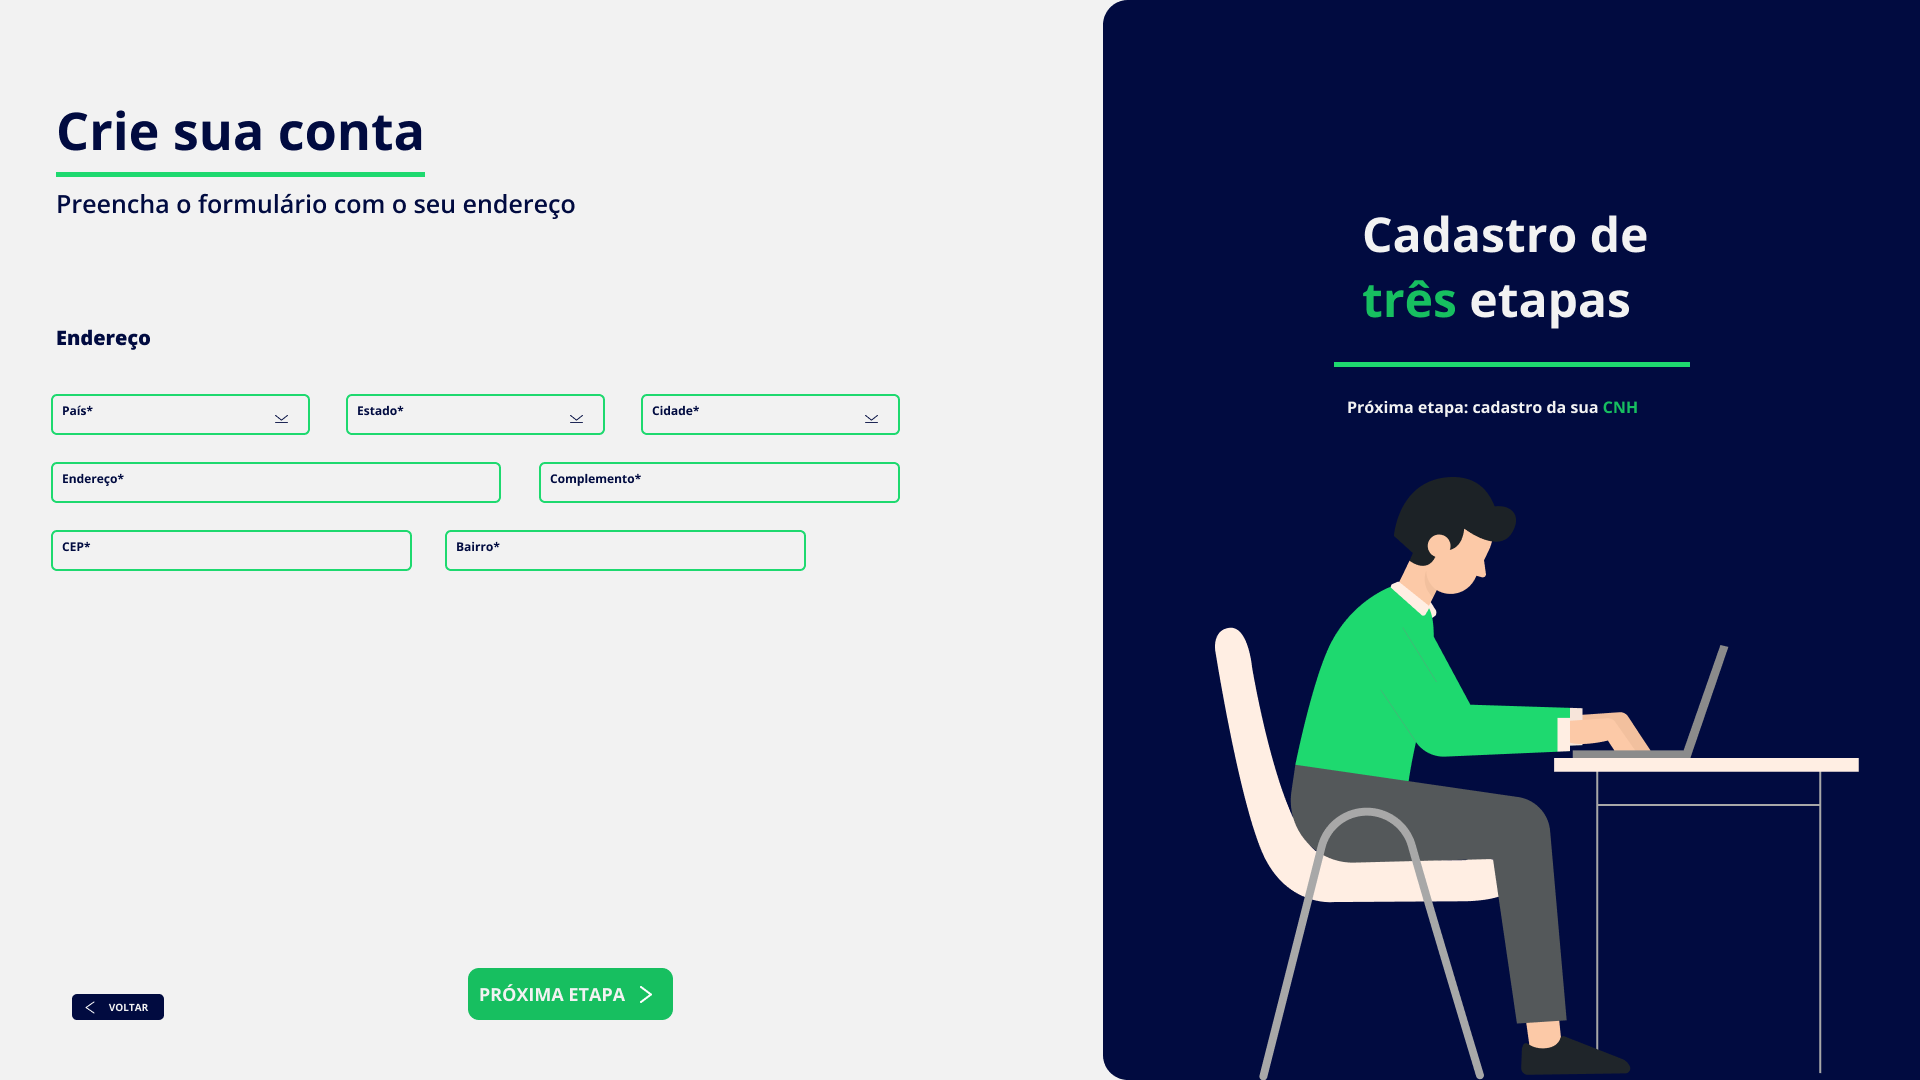 Crie sua conta
Preencha o formulário com o seu endereço
Endereço
País*
Estado*
Cidade*
Endereço*
Complemento*
CEP*
Bairro*
VOLTAR
PRÓXIMA ETAPA
Cadastro de
três etapas
Próxima etapa: cadastro da sua CNH